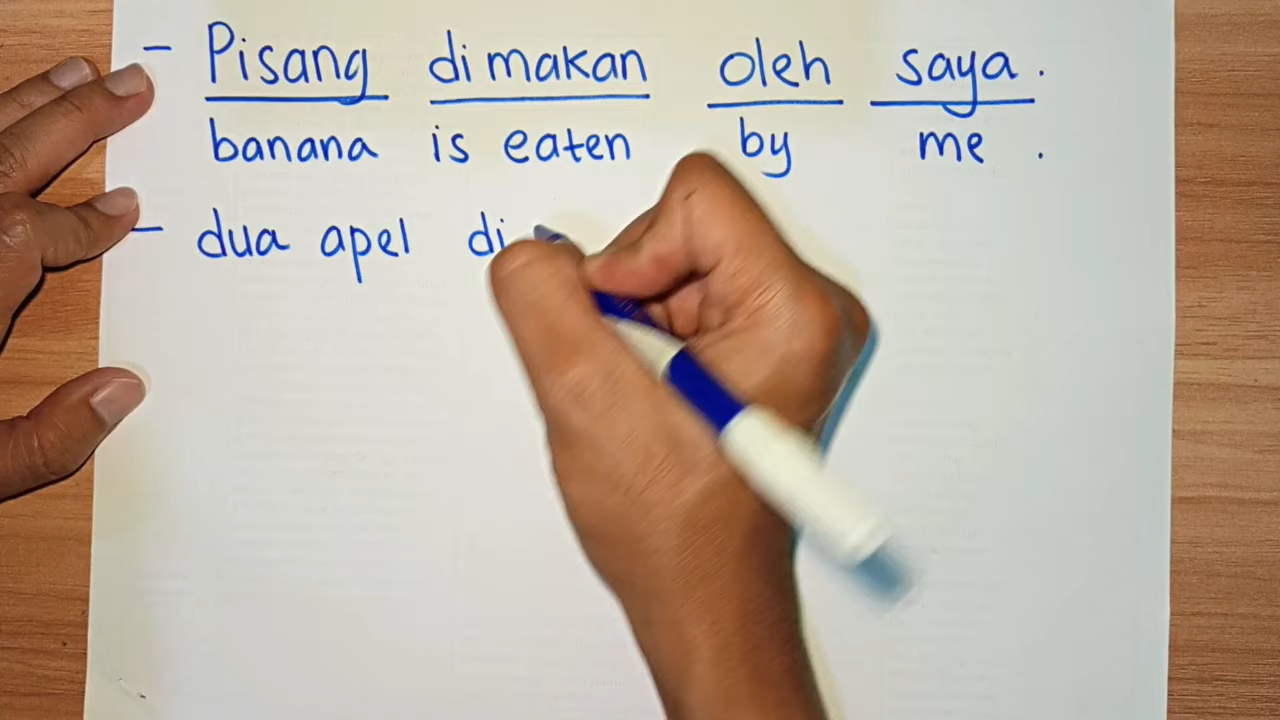 - Pisang dimakan oleh saya.
banana is eaten by me.
- dua apel di